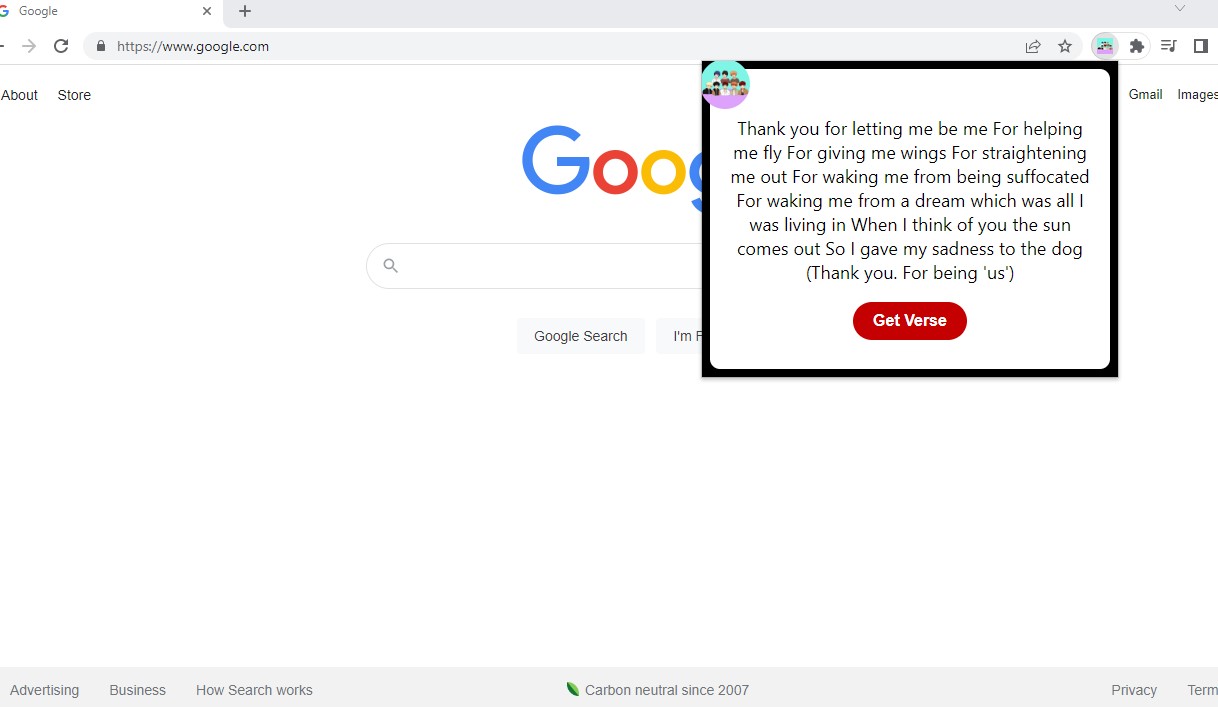 Google
https://www.google.com
About Store
Gmail Images
Goog
Thank you for letting me be me For helping
me fly For giving me wings For straightening
me out For waking me from being suffocated
For waking me from a dream which was all I
was living in When I think of you the sun
comes out So I gave my sadness to the dog
(Thank you. For being 'us')
Get Verse
Google Search I'm F
Advertising Business How Search works Carbon neutral since 2007 Privacy Term